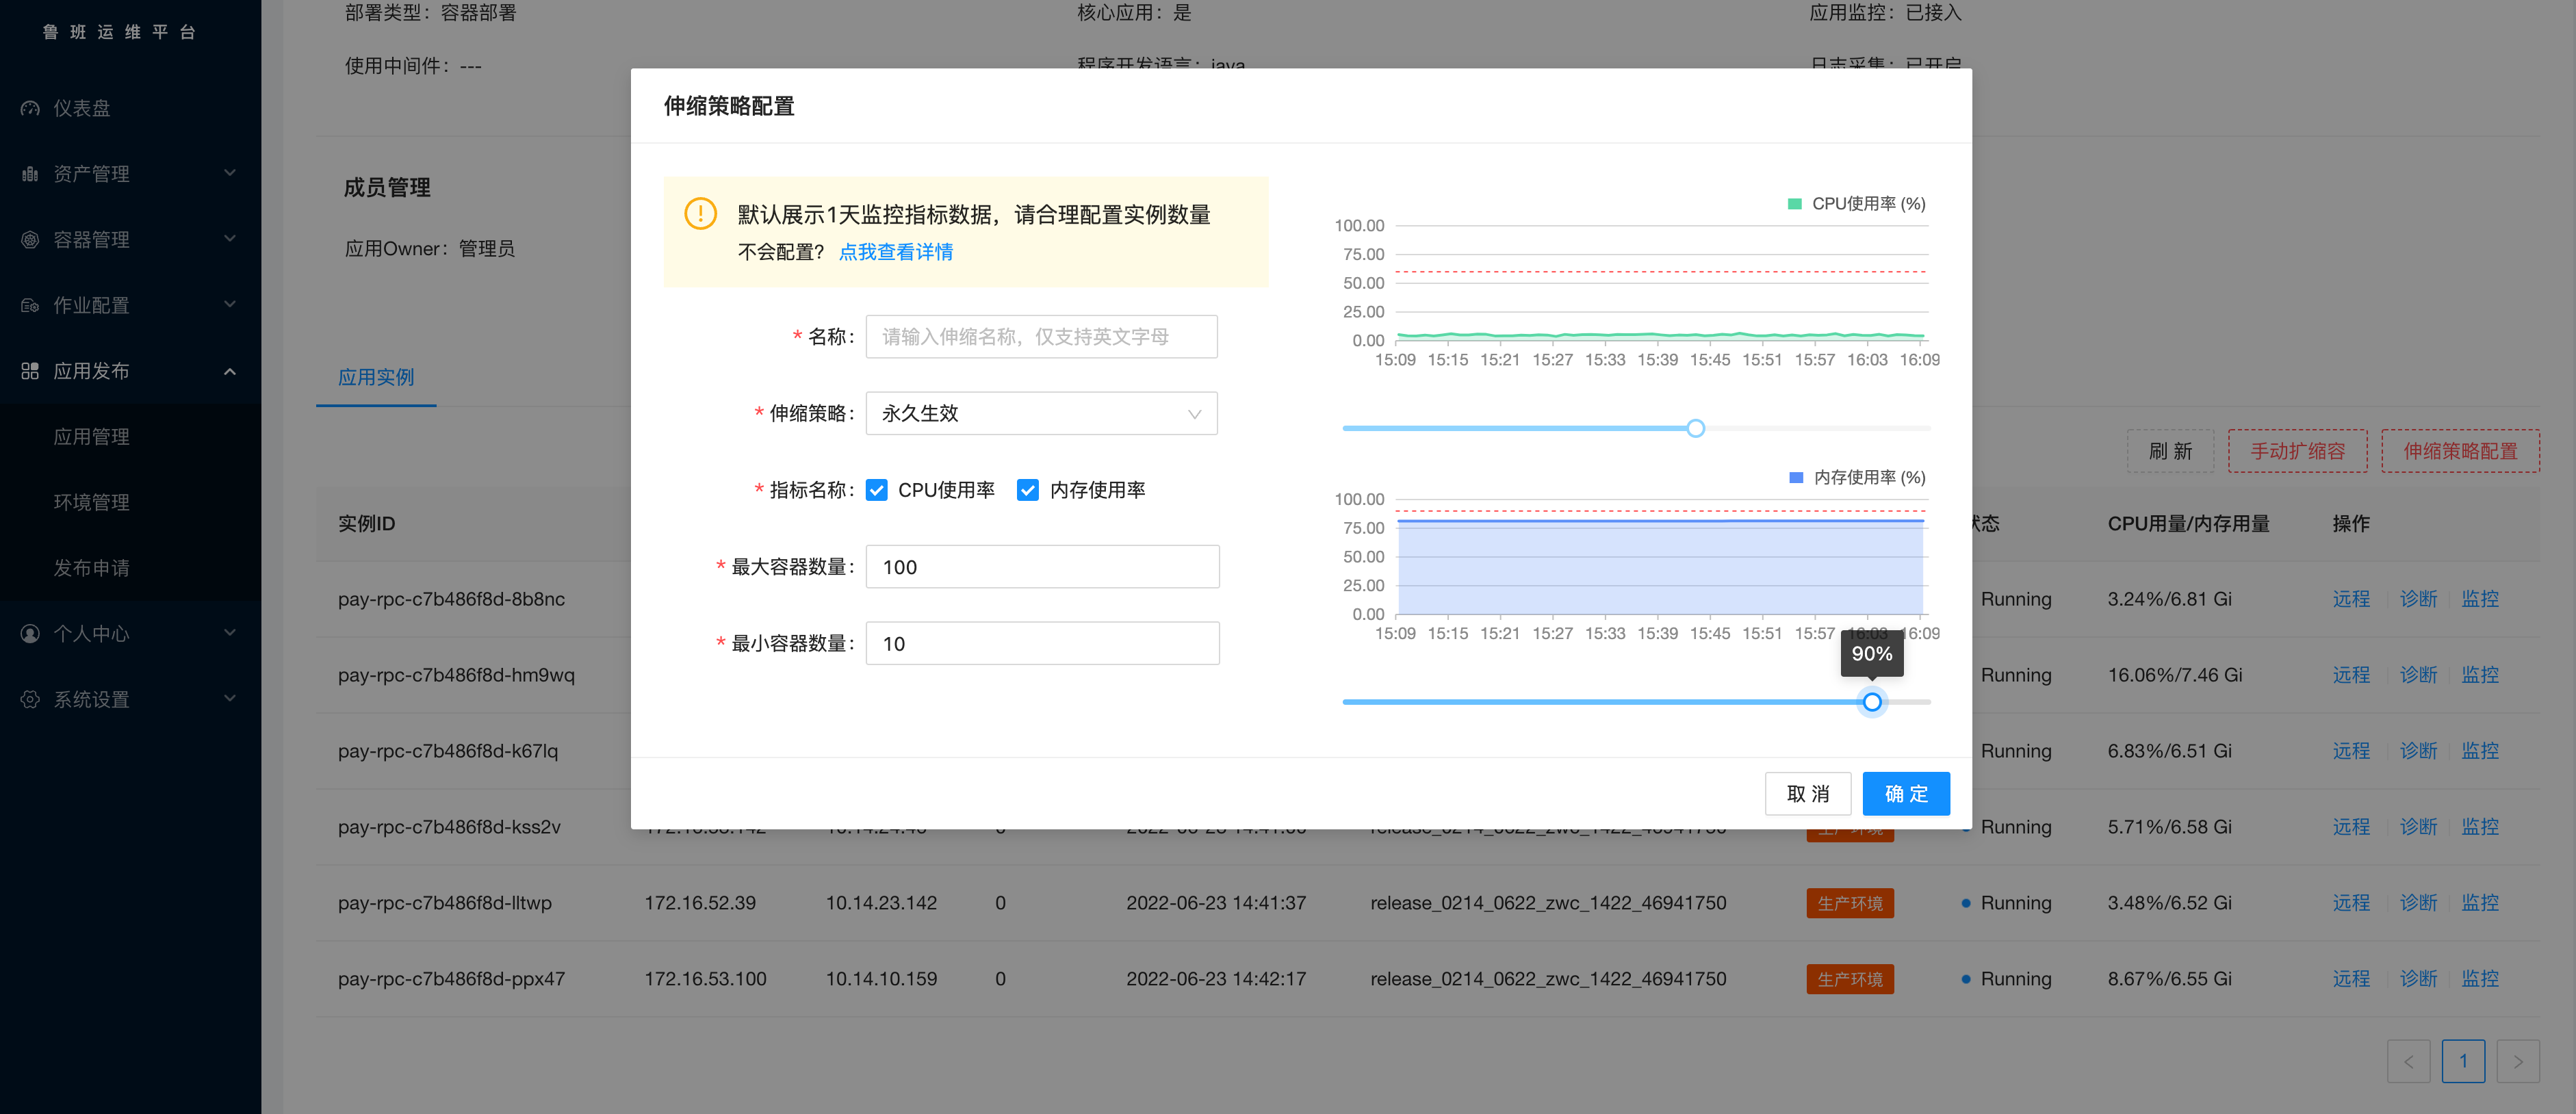 鲁班运维平台
仪表盘
资产管理
容器管理
作业配置
应用发布
应用管理
环境管理
发布申请
个人中心
系统设置
部署类型：容器部署
核心应用：是
应用监控：已接入
使用中间件：---
程序开发语言：java
日志采集：已开启
成员管理
应用Owner：管理员
应用实例
刷 新
手动扩缩容
伸缩策略配置
伸缩策略配置
默认展示1天监控指标数据，请合理配置实例数量
不会配置？ 点我查看详情
* 名称：
请输入伸缩名称，仅支持英文字母
* 伸缩策略：
永久生效
* 指标名称：
CPU使用率
内存使用率
* 最大容器数量：
100
* 最小容器数量：
10
CPU使用率 (%)
100.00
75.00
50.00
25.00
0.00
15:09 15:15 15:21 15:27 15:33 15:39 15:45 15:51 15:57 16:03 16:09
内存使用率 (%)
100.00
75.00
50.00
25.00
0.00
15:09 15:15 15:21 15:27 15:33 15:39 15:45 15:51 15:57 16:03 16:09
90%
取 消
确 定
实例ID
态
CPU用量/内存用量
操作
pay-rpc-c7b486f8d-8b8nc
Running
3.24%/6.81 Gi
远程
诊断
监控
pay-rpc-c7b486f8d-hm9wq
Running
16.06%/7.46 Gi
远程
诊断
监控
pay-rpc-c7b486f8d-k67lq
Running
6.83%/6.51 Gi
远程
诊断
监控
pay-rpc-c7b486f8d-kss2v
Running
5.71%/6.58 Gi
远程
诊断
监控
pay-rpc-c7b486f8d-lltwp
172.16.52.39
10.14.23.142
0
2022-06-23 14:41:37
release_0214_0622_zwc_1422_46941750
生产环境
Running
3.48%/6.52 Gi
远程
诊断
监控
pay-rpc-c7b486f8d-ppx47
172.16.53.100
10.14.10.159
0
2022-06-23 14:42:17
release_0214_0622_zwc_1422_46941750
生产环境
Running
8.67%/6.55 Gi
远程
诊断
监控
<
1
>